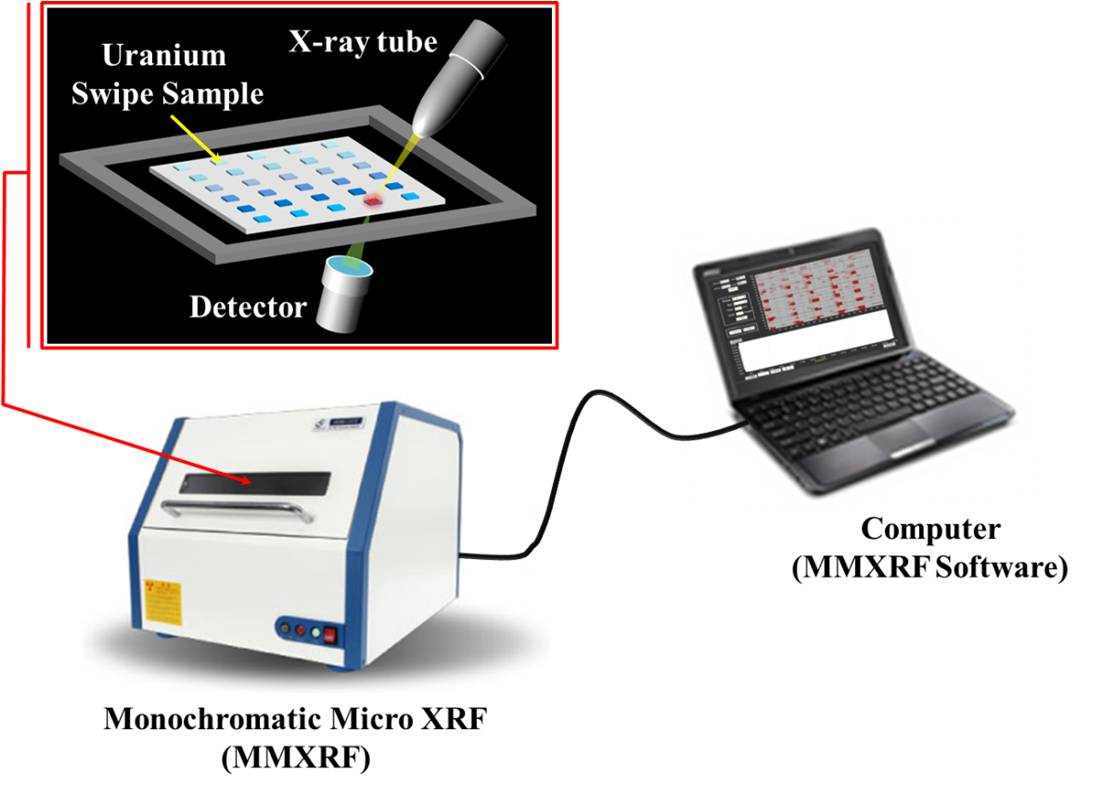 Uranium
Swipe Sample
X-ray tube
Detector
Computer
(MMXRF Software)
Monochromatic Micro XRF
(MMXRF)